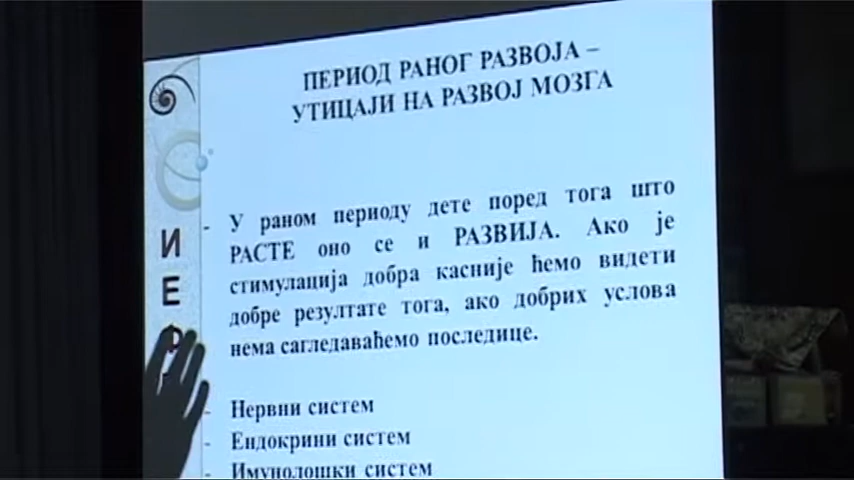 ПЕРИОД РАНОГ РАЗВОЈА –
УТИЦАЈИ НА РАЗВОЈ МОЗГА
- У раном периоду дете поред тога што
РАСТЕ оно се и РАЗВИЈА. Ако је
стимулација добра касније ћемо видети
добре резултате тога, ако добрих услова
нема сагледаваћемо последице.
- Нервни систем
- Ендокрини систем
- Имунолошки систем
И
Е